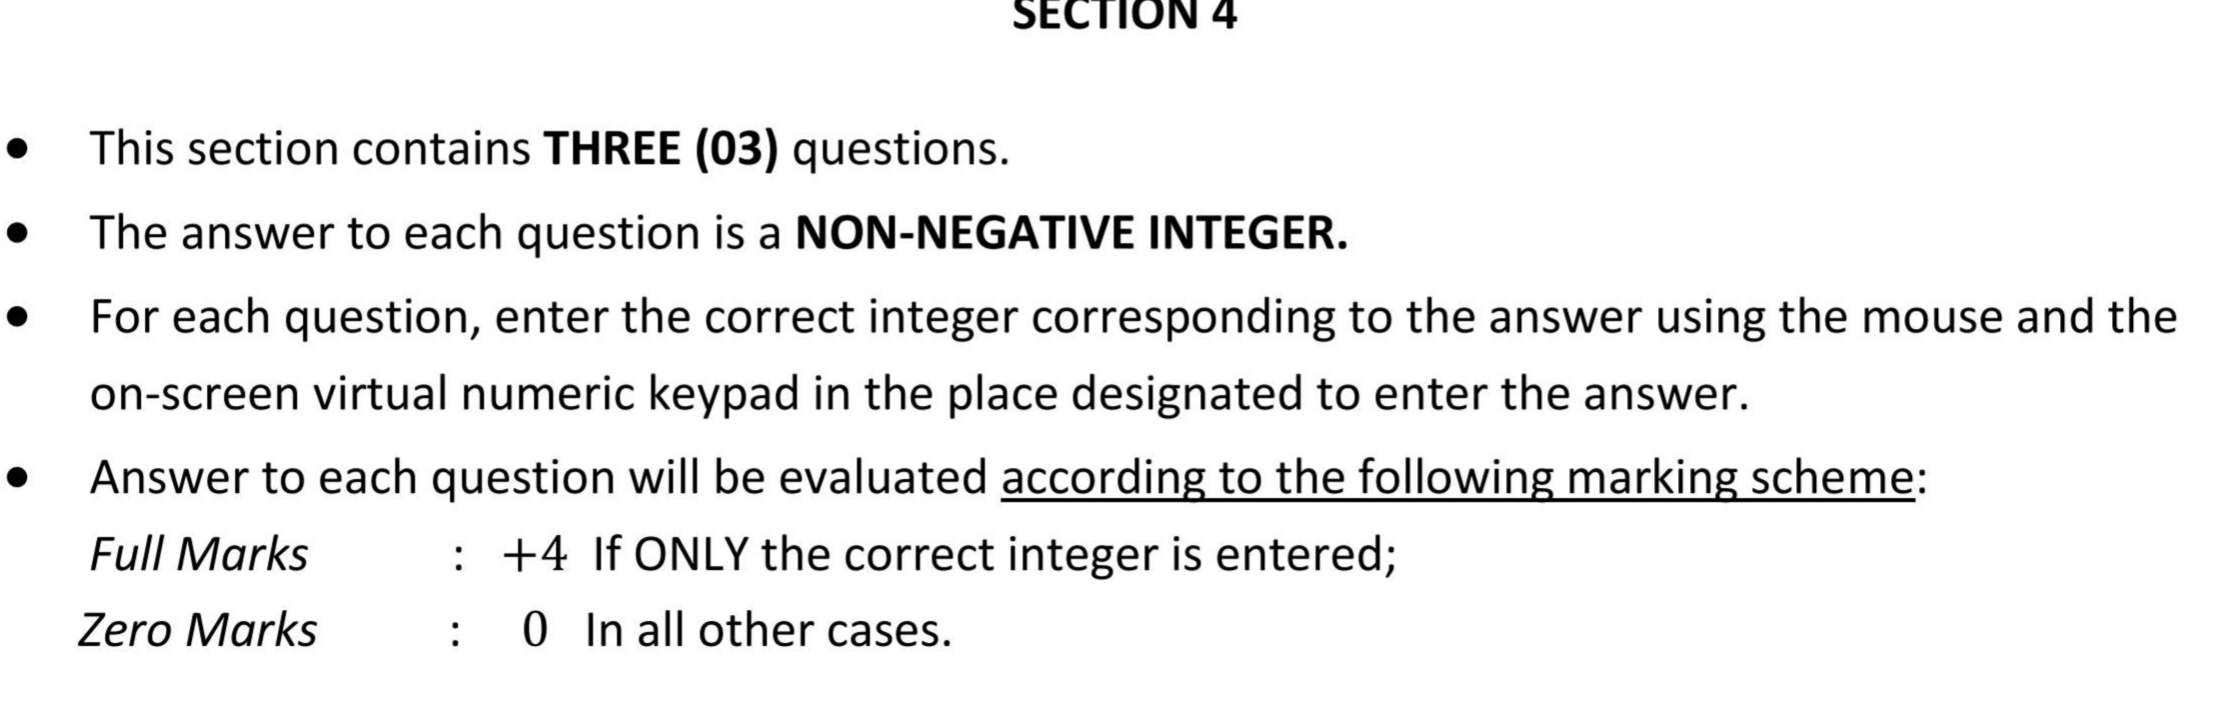 SECTION 4
• This section contains THREE (03) questions.
• The answer to each question is a NON-NEGATIVE INTEGER.
• For each question, enter the correct integer corresponding to the answer using the mouse and the
on-screen virtual numeric keypad in the place designated to enter the answer.
• Answer to each question will be evaluated according to the following marking scheme:
Full Marks : +4 If ONLY the correct integer is entered;
Zero Marks : 0 In all other cases.